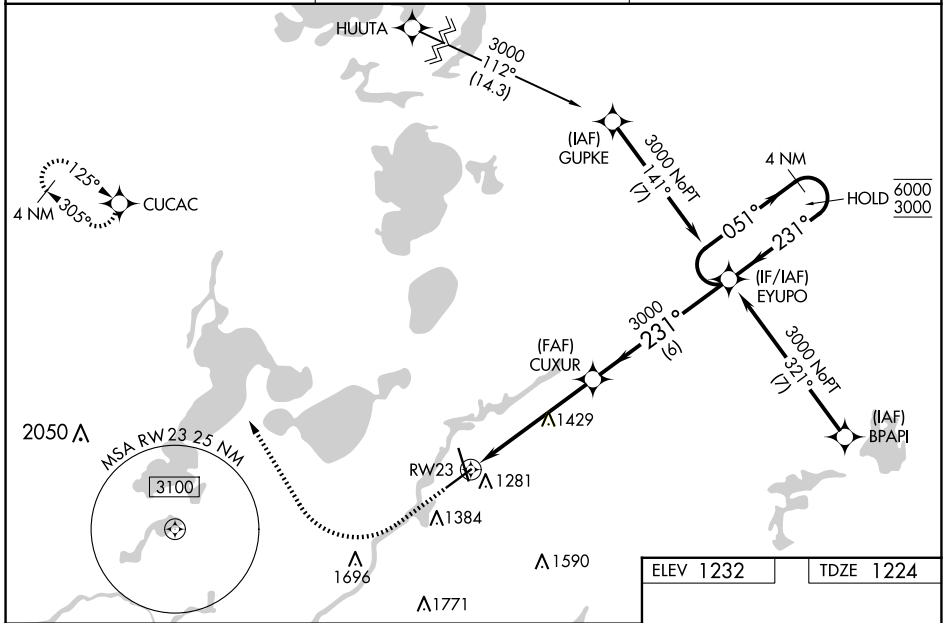 HUUTA
3000
112°
(14.3)
(IAF)
GUPKE
3000 NoPT
141°
(7)
4 NM
HOLD 6000
3000
051°
231°
125°
305°
4 NM
CUCAC
(IF/IAF)
EYUPO
3000
231°
(6)
(FAF)
CUXUR
3000 NoPT
321°
(7)
(IAF)
BPAPI
1429
2050
MSA RW23 25 NM
3100
RW23
1281
1384
1696
1590
1771
ELEV 1232
TDZE 1224